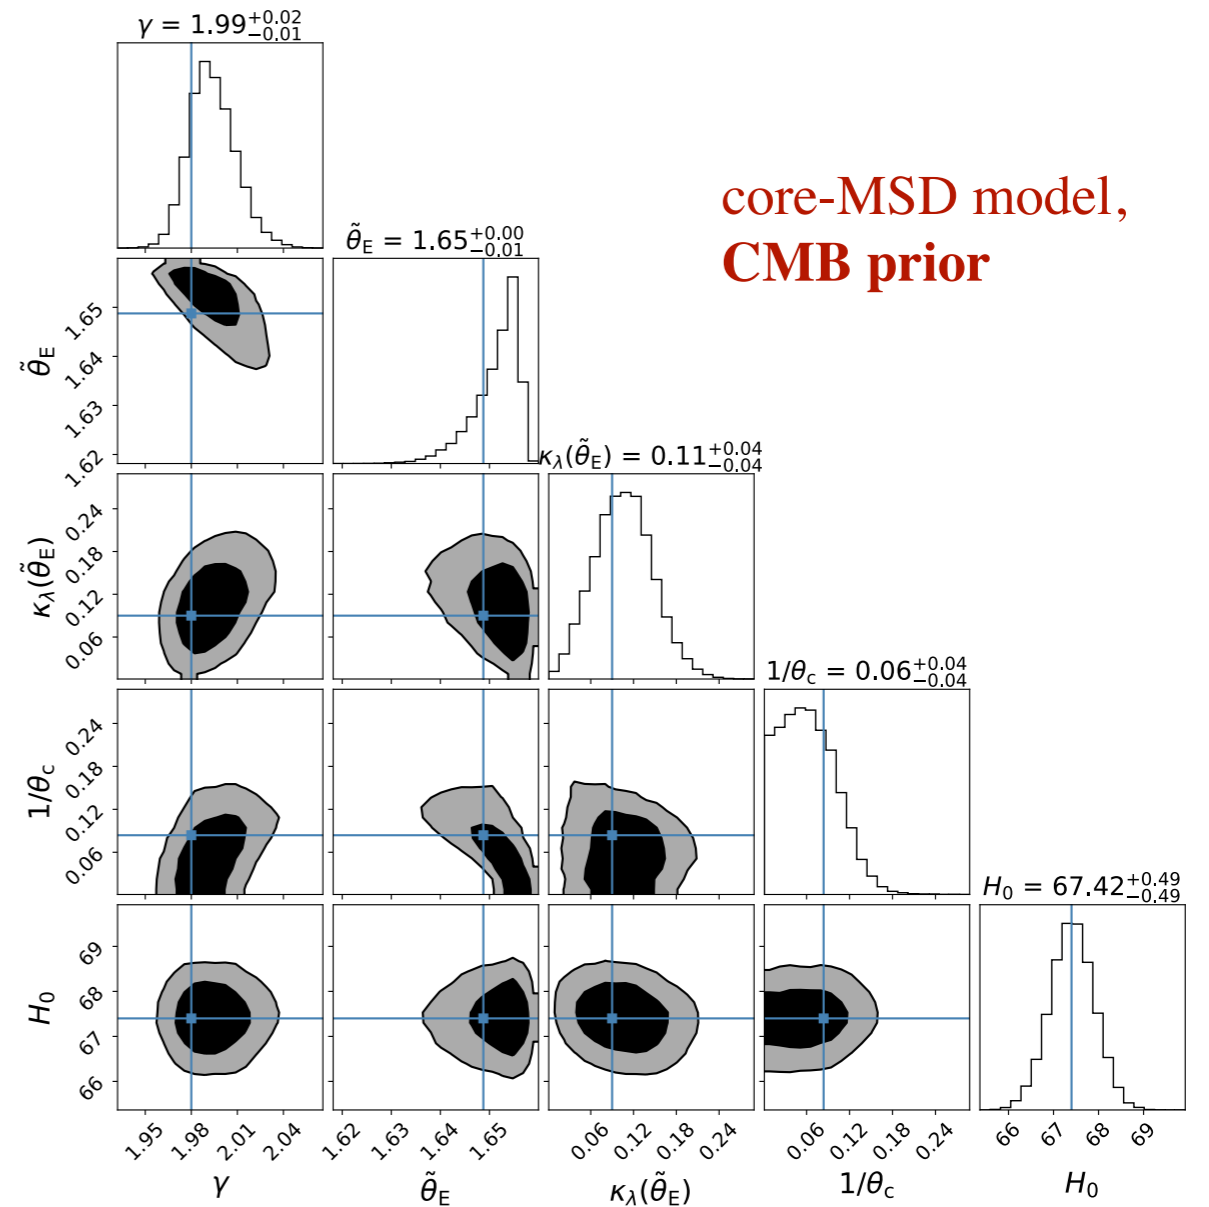 γ = 1.99+0.02−0.01
θ̃E = 1.65+0.00−0.01
core-MSD model,
CMB prior
θ̃E
1.65
1.64
1.63
1.62
κλ(θ̃E) = 0.11+0.04−0.04
κλ(θ̃E)
0.24
0.18
0.12
0.06
1/θc = 0.06+0.04−0.04
1/θc
0.24
0.18
0.12
0.06
H0 = 67.42+0.49−0.49
H0
69
68
67
66
1.95 1.98 2.01 2.04 1.62 1.63 1.64 1.65 0.06 0.12 0.18 0.24 0.06 0.12 0.18 0.24 66 67 68 69
γ θ̃E κλ(θ̃E) 1/θc H0